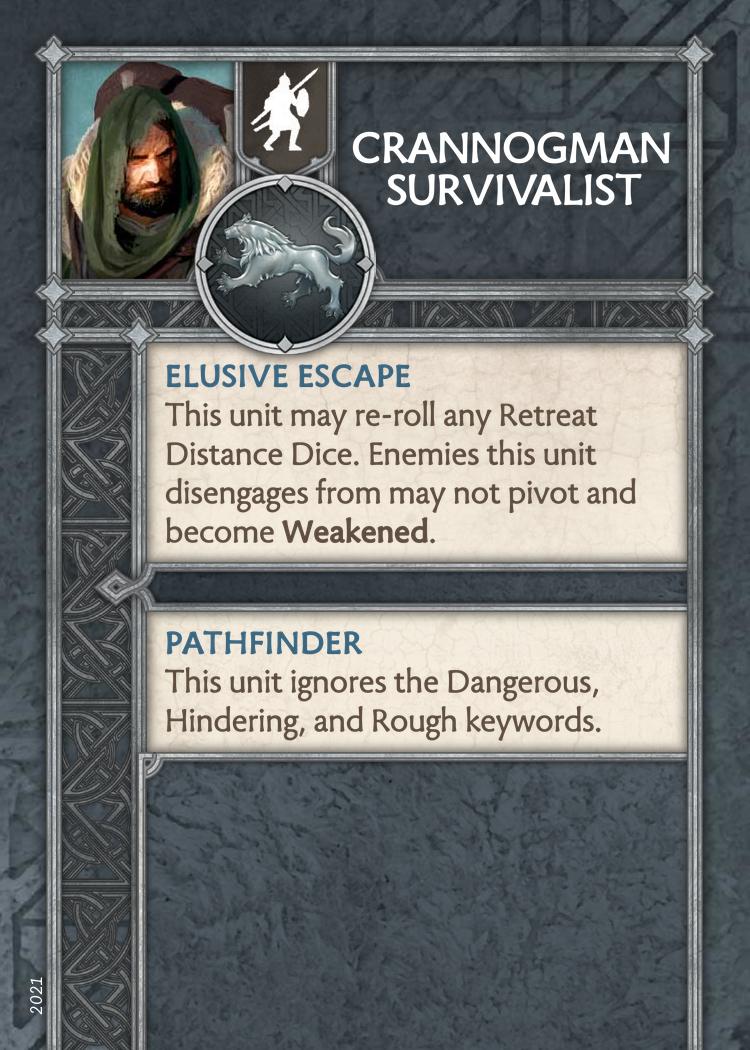 CRANNOGMAN
SURVIVALIST
ELUSIVE ESCAPE
This unit may re-roll any Retreat
Distance Dice. Enemies this unit
disengages from may not pivot and
become Weakened.
PATHFINDER
This unit ignores the Dangerous,
Hindering, and Rough keywords.
2021